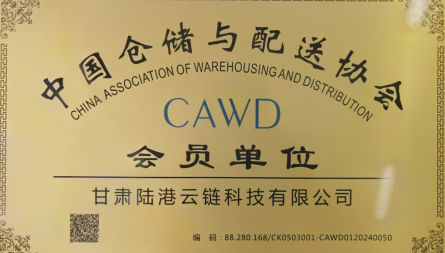 中国仓储与配送协会
CHINA ASSOCIATION OF WAREHOUSING AND DISTRIBUTION
CAWD
会员单位
甘肃陆港云链科技有限公司
编 码：88.280.168/CK0503001-CAWD0120240050